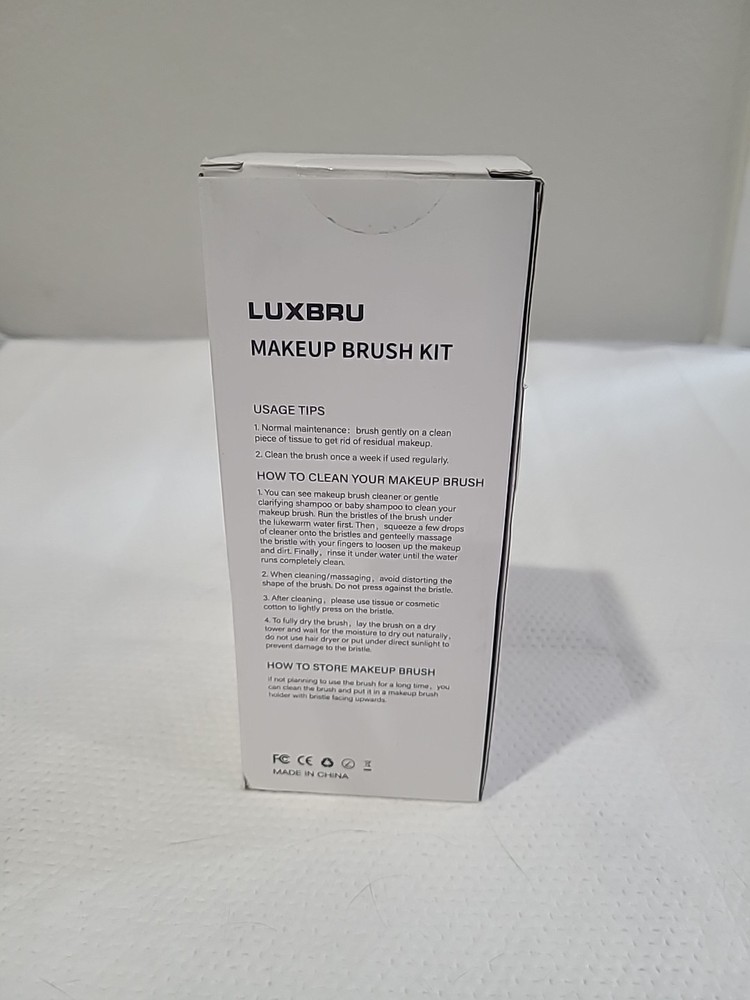 LUXBRU
MAKEUP BRUSH KIT
USAGE TIPS
1. Normal maintenance: brush gently on a clean
piece of tissue to get rid of residual makeup.
2. Clean the brush once a week if used regularly.
HOW TO CLEAN YOUR MAKEUP BRUSH
1. You can see makeup brush cleaner or gentle
clarifying shampoo or baby shampoo to clean your
makeup brush. Run the bristles of the brush under
the lukewarm water first. Then, squeeze a few drops
of cleaner onto the bristles and genteelly massage
the bristle with your fingers to loosen up the makeup
and dirt. Finally, rinse it under water until the water
runs completely clean.
2. When cleaning/massaging, avoid distorting the
shape of the brush. Do not press against the bristle.
3. After cleaning, please use tissue or cosmetic
cotton to lightly press on the bristle.
4. To fully dry the brush, lay the brush on a dry
tower and wait for the moisture to dry out naturally,
do not use hair dryer or put under direct sunlight to
prevent damage to the bristle.
HOW TO STORE MAKEUP BRUSH
If not planning to use the brush for a long time, you
can clean the brush and put it in a makeup brush
holder with bristle facing upwards.
FC CE
MADE IN CHINA